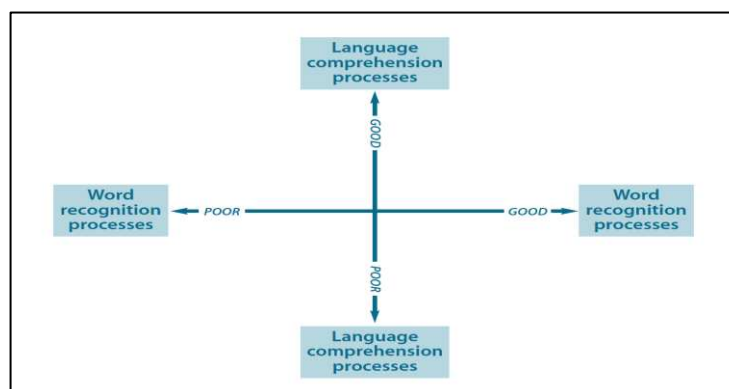 Language
comprehension
processes
GOOD
Word
recognition
processes
POOR
GOOD
Word
recognition
processes
POOR
Language
comprehension
processes